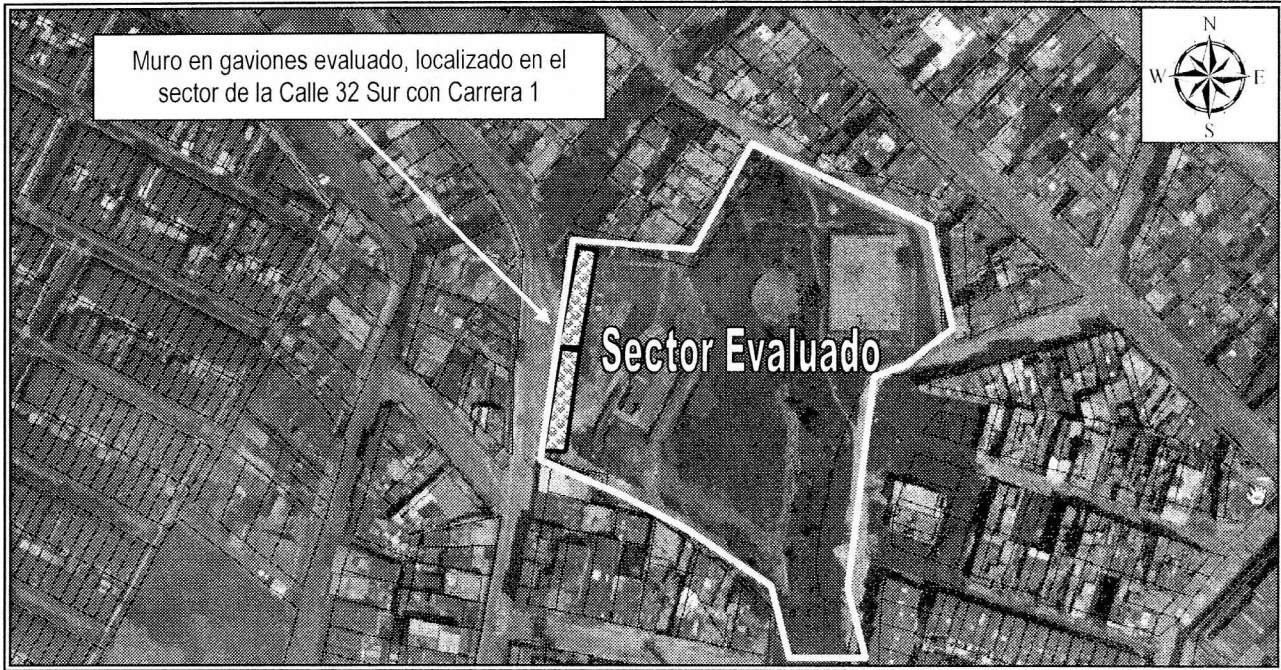 Muro en gaviones evaluado, localizado en el
sector de la Calle 32 Sur con Carrera 1
N
W E
S
Sector Evaluado